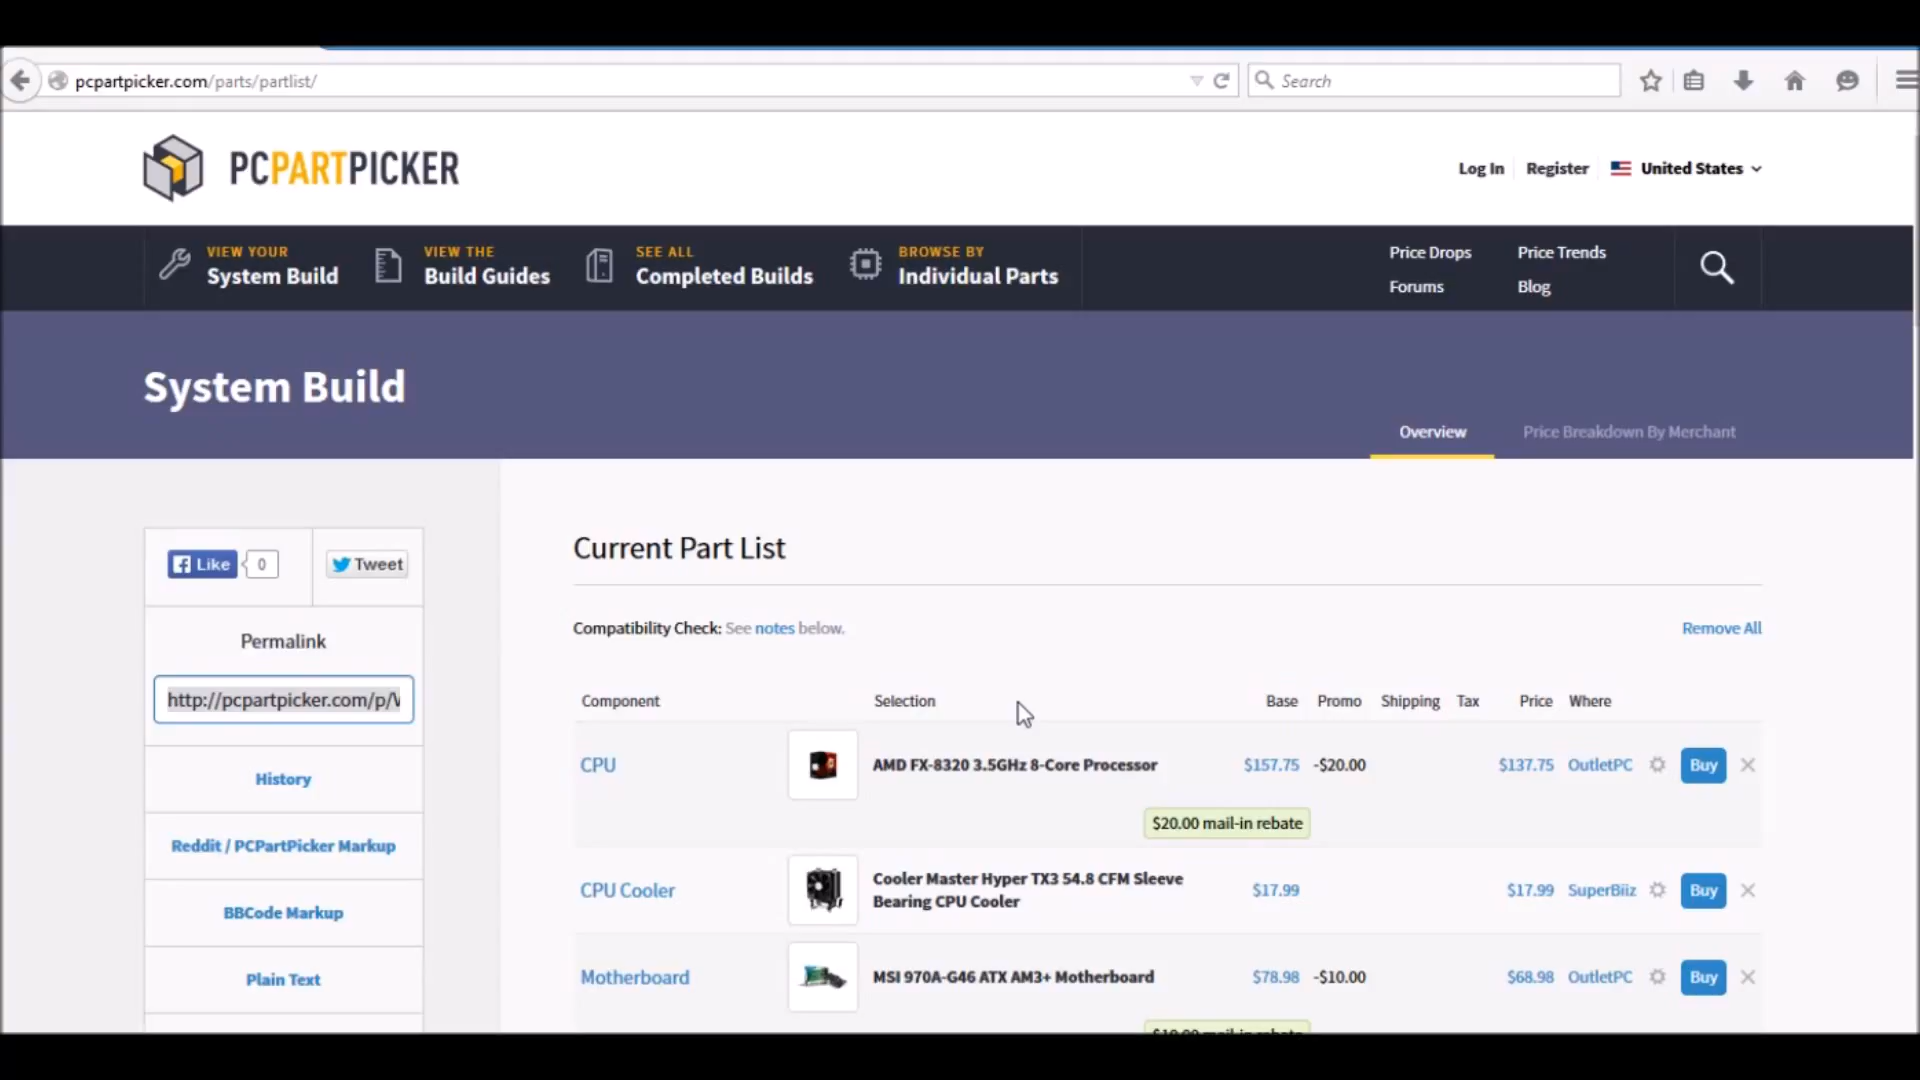 pcpartpicker.com/parts/partlist/
Search
PCPARTPICKER
Log In
Register
United States
VIEW YOUR
System Build
VIEW THE
Build Guides
SEE ALL
Completed Builds
BROWSE BY
Individual Parts
Price Drops
Price Trends
Forums
Blog
System Build
Overview
Price Breakdown By Merchant
Like
0
Tweet
Permalink
http://pcpartpicker.com/p/
History
Reddit / PCPartPicker Markup
BBCode Markup
Plain Text
Current Part List
Compatibility Check: See notes below.
Remove All
Component Selection Base Promo Shipping Tax Price Where
CPU AMD FX-8320 3.5GHz 8-Core Processor $157.75 -$20.00 $137.75 OutletPC Buy
$20.00 mail-in rebate
CPU Cooler Cooler Master Hyper TX3 54.8 CFM Sleeve
Bearing CPU Cooler $17.99 $17.99 SuperBiiz Buy
Motherboard MSI 970A-G46 ATX AM3+ Motherboard $78.98 -$10.00 $68.98 OutletPC Buy
$10.00 mail-in rebate